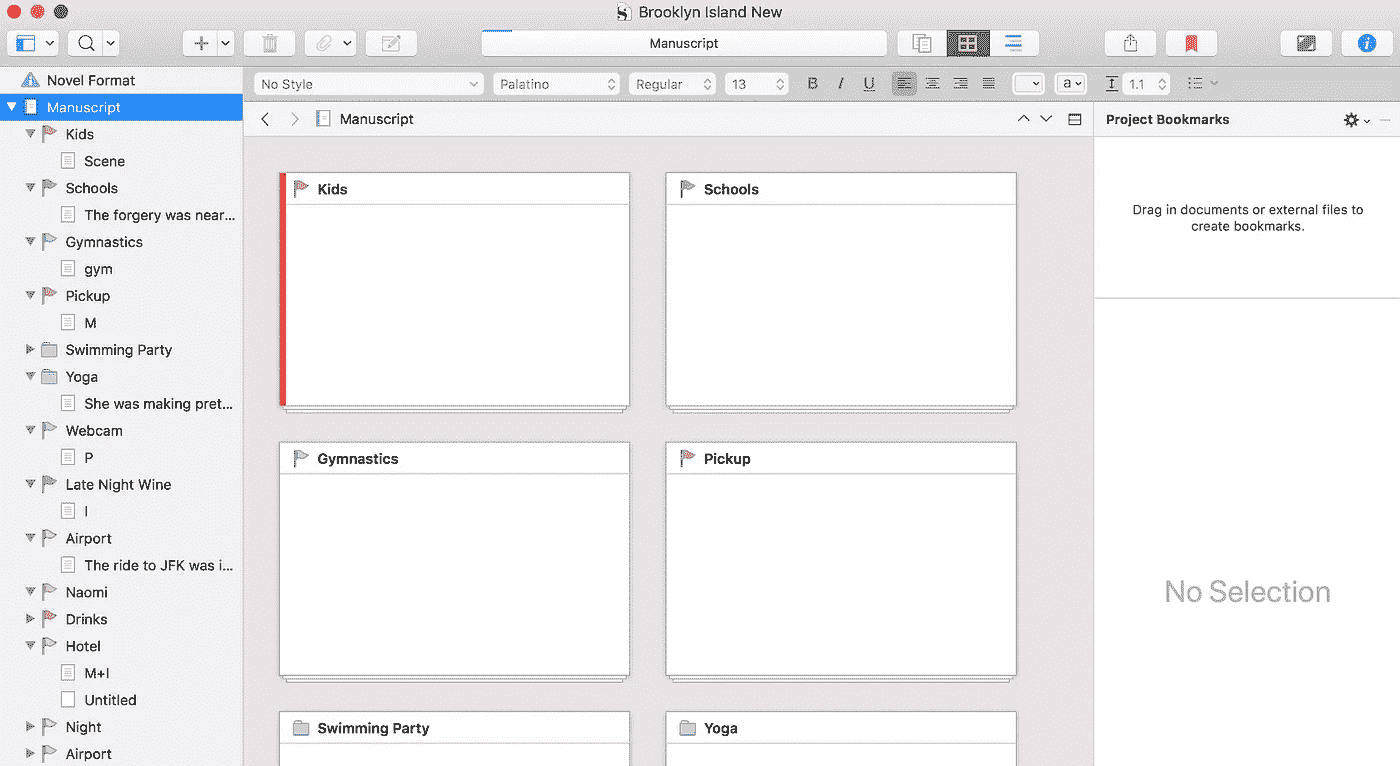 Brooklyn Island New
Manuscript
Novel Format
Manuscript
Kids
Scene
Schools
The forgery was near...
Gymnastics
gym
Pickup
M
Swimming Party
Yoga
She was making pret...
Webcam
P
Late Night Wine
I
Airport
The ride to JFK was i...
Naomi
Drinks
Hotel
M+I
Untitled
Night
Airport
No Style
Palatino
Regular
13
B I U
a
1.1
Manuscript
Kids
Schools
Gymnastics
Pickup
Swimming Party
Yoga
Project Bookmarks
Drag in documents or external files to
create bookmarks.
No Selection